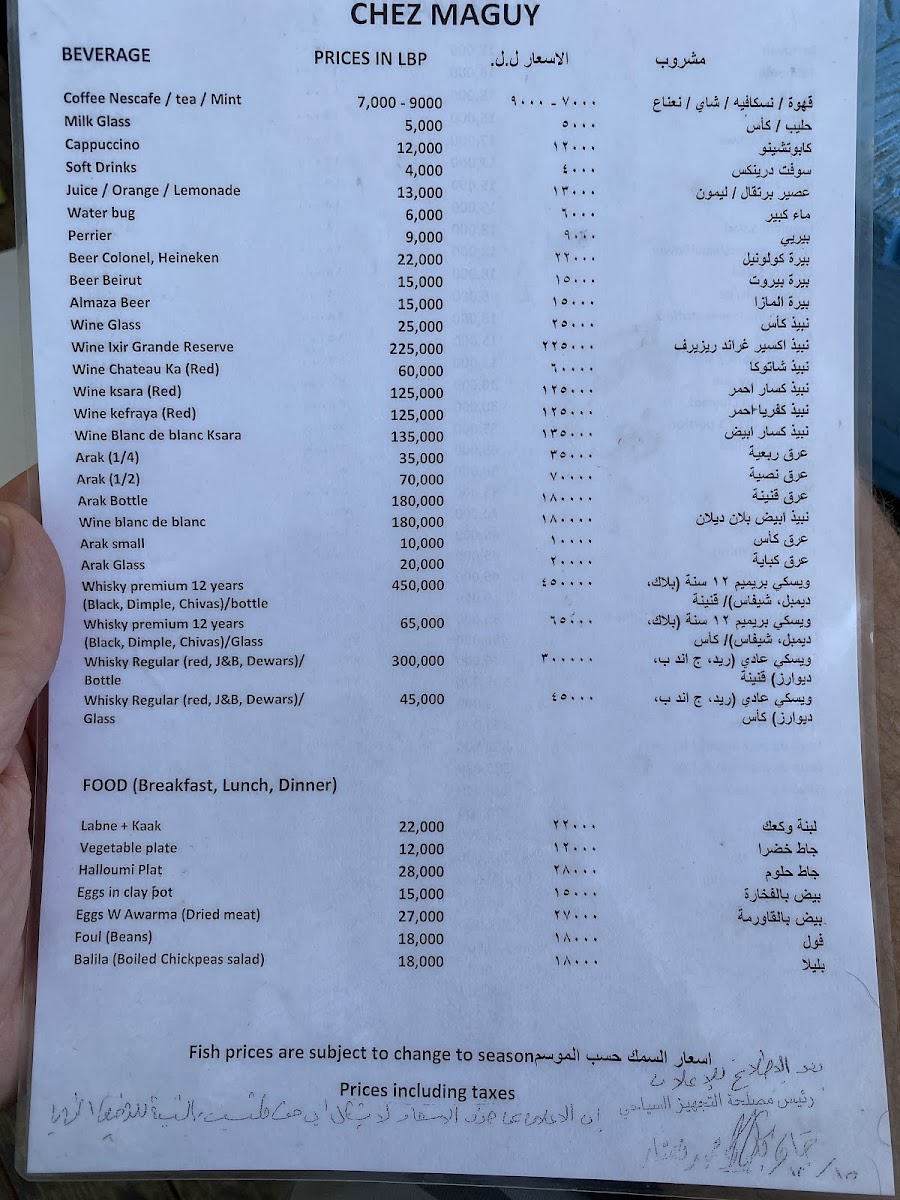 CHEZ MAGUY
BEVERAGE PRICES IN LBP الاسعار ل.ل. مشروب
Coffee Nescafe / tea / Mint 7,000 - 9000 ٧٠٠٠ - ٩٠٠٠ قهوة / نسكافيه / شاي / نعناع
Milk Glass 5,000 ٥٠٠٠ حليب / كأس
Cappuccino 12,000 ١٢٠٠٠ كابوتشينو
Soft Drinks 4,000 ٤٠٠٠ سوفت درينكس
Juice / Orange / Lemonade 13,000 ١٣٠٠٠ عصير برتقال / ليمون
Water bug 6,000 ٦٠٠٠ ماء كبير
Perrier 9,000 ٩٠٠٠ بيريي
Beer Colonel, Heineken 22,000 ٢٢٠٠٠ بيرة كولونيل
Beer Beirut 15,000 ١٥٠٠٠ بيرة بيروت
Almaza Beer 15,000 ١٥٠٠٠ بيرة المازا
Wine Glass 25,000 ٢٥٠٠٠ نبيذ كأس
Wine Ixir Grande Reserve 225,000 ٢٢٥٠٠٠ نبيذ اكسير غراند ريزيرف
Wine Chateau Ka (Red) 60,000 ٦٠٠٠٠ نبيذ شاتوكا
Wine ksara (Red) 125,000 ١٢٥٠٠٠ نبيذ كسار احمر
Wine kefraya (Red) 125,000 ١٢٥٠٠٠ نبيذ كفريا احمر
Wine Blanc de blanc Ksara 135,000 ١٣٥٠٠٠ نبيذ كسار ابيض
Arak (1/4) 35,000 ٣٥٠٠٠ عرق ربعية
Arak (1/2) 70,000 ٧٠٠٠٠ عرق نصية
Arak Bottle 180,000 ١٨٠٠٠٠ عرق قنينة
Wine blanc de blanc 180,000 ١٨٠٠٠٠ نبيذ ابيض بلان ديلان
Arak small 10,000 ١٠٠٠٠ عرق كأس
Arak Glass 20,000 ٢٠٠٠٠ عرق كباية
Whisky premium 12 years 450,000 ٤٥٠٠٠٠ ويسكي بريميم ١٢ سنة (بلاك،
(Black, Dimple, Chivas)/bottle ديمبل، شيفاس)/ قنينة
Whisky premium 12 years 65,000 ٦٥٠٠٠ ويسكي بريميم ١٢ سنة (بلاك،
(Black, Dimple, Chivas)/Glass ديمبل، شيفاس)/ كأس
Whisky Regular (red, J&B, Dewars)/ 300,000 ٣٠٠٠٠٠ ويسكي عادي (ريد، ج اند ب،
Bottle ديوارز) قنينة
Whisky Regular (red, J&B, Dewars)/ 45,000 ٤٥٠٠٠ ويسكي عادي (ريد، ج اند ب،
Glass ديوارز) كأس
FOOD (Breakfast, Lunch, Dinner)
Labne + Kaak 22,000 ٢٢٠٠٠ لبنة وكعك
Vegetable plate 12,000 ١٢٠٠٠ جاط خضرا
Halloumi Plat 28,000 ٢٨٠٠٠ جاط حلوم
Eggs in clay pot 15,000 ١٥٠٠٠ بيض بالفخارة
Eggs W Awarma (Dried meat) 27,000 ٢٧٠٠٠ بيض بالقاورمة
Foul (Beans) 18,000 ١٨٠٠٠ فول
Balila (Boiled Chickpeas salad) 18,000 ١٨٠٠٠ بليلا
Fish prices are subject to change to season اسعار السمك حسب الموسم
Prices including taxes
رئيس مصلحة التجهيز السياحي